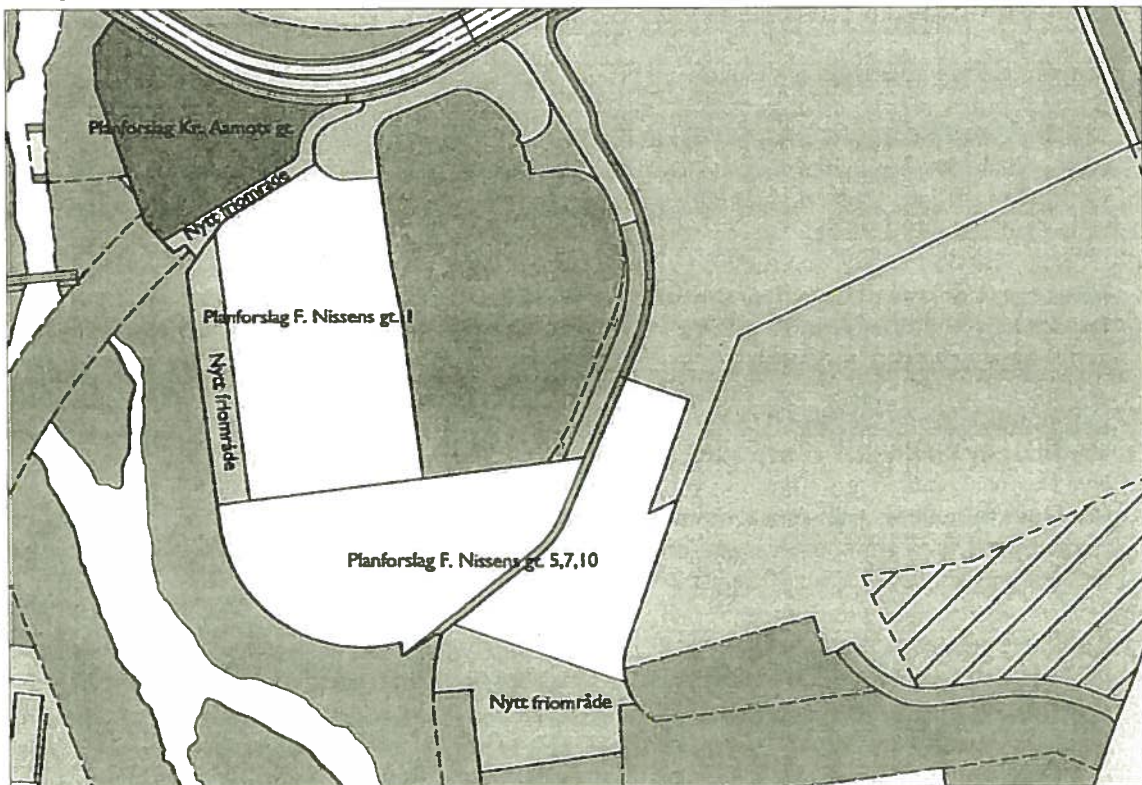 Planforslag Kr. Aamots gt.
Nytt friområde
Planforslag F. Nissens gt. 1
Nytt friområde
Planforslag F. Nissens gt. 5,7,10
Nytt friområde